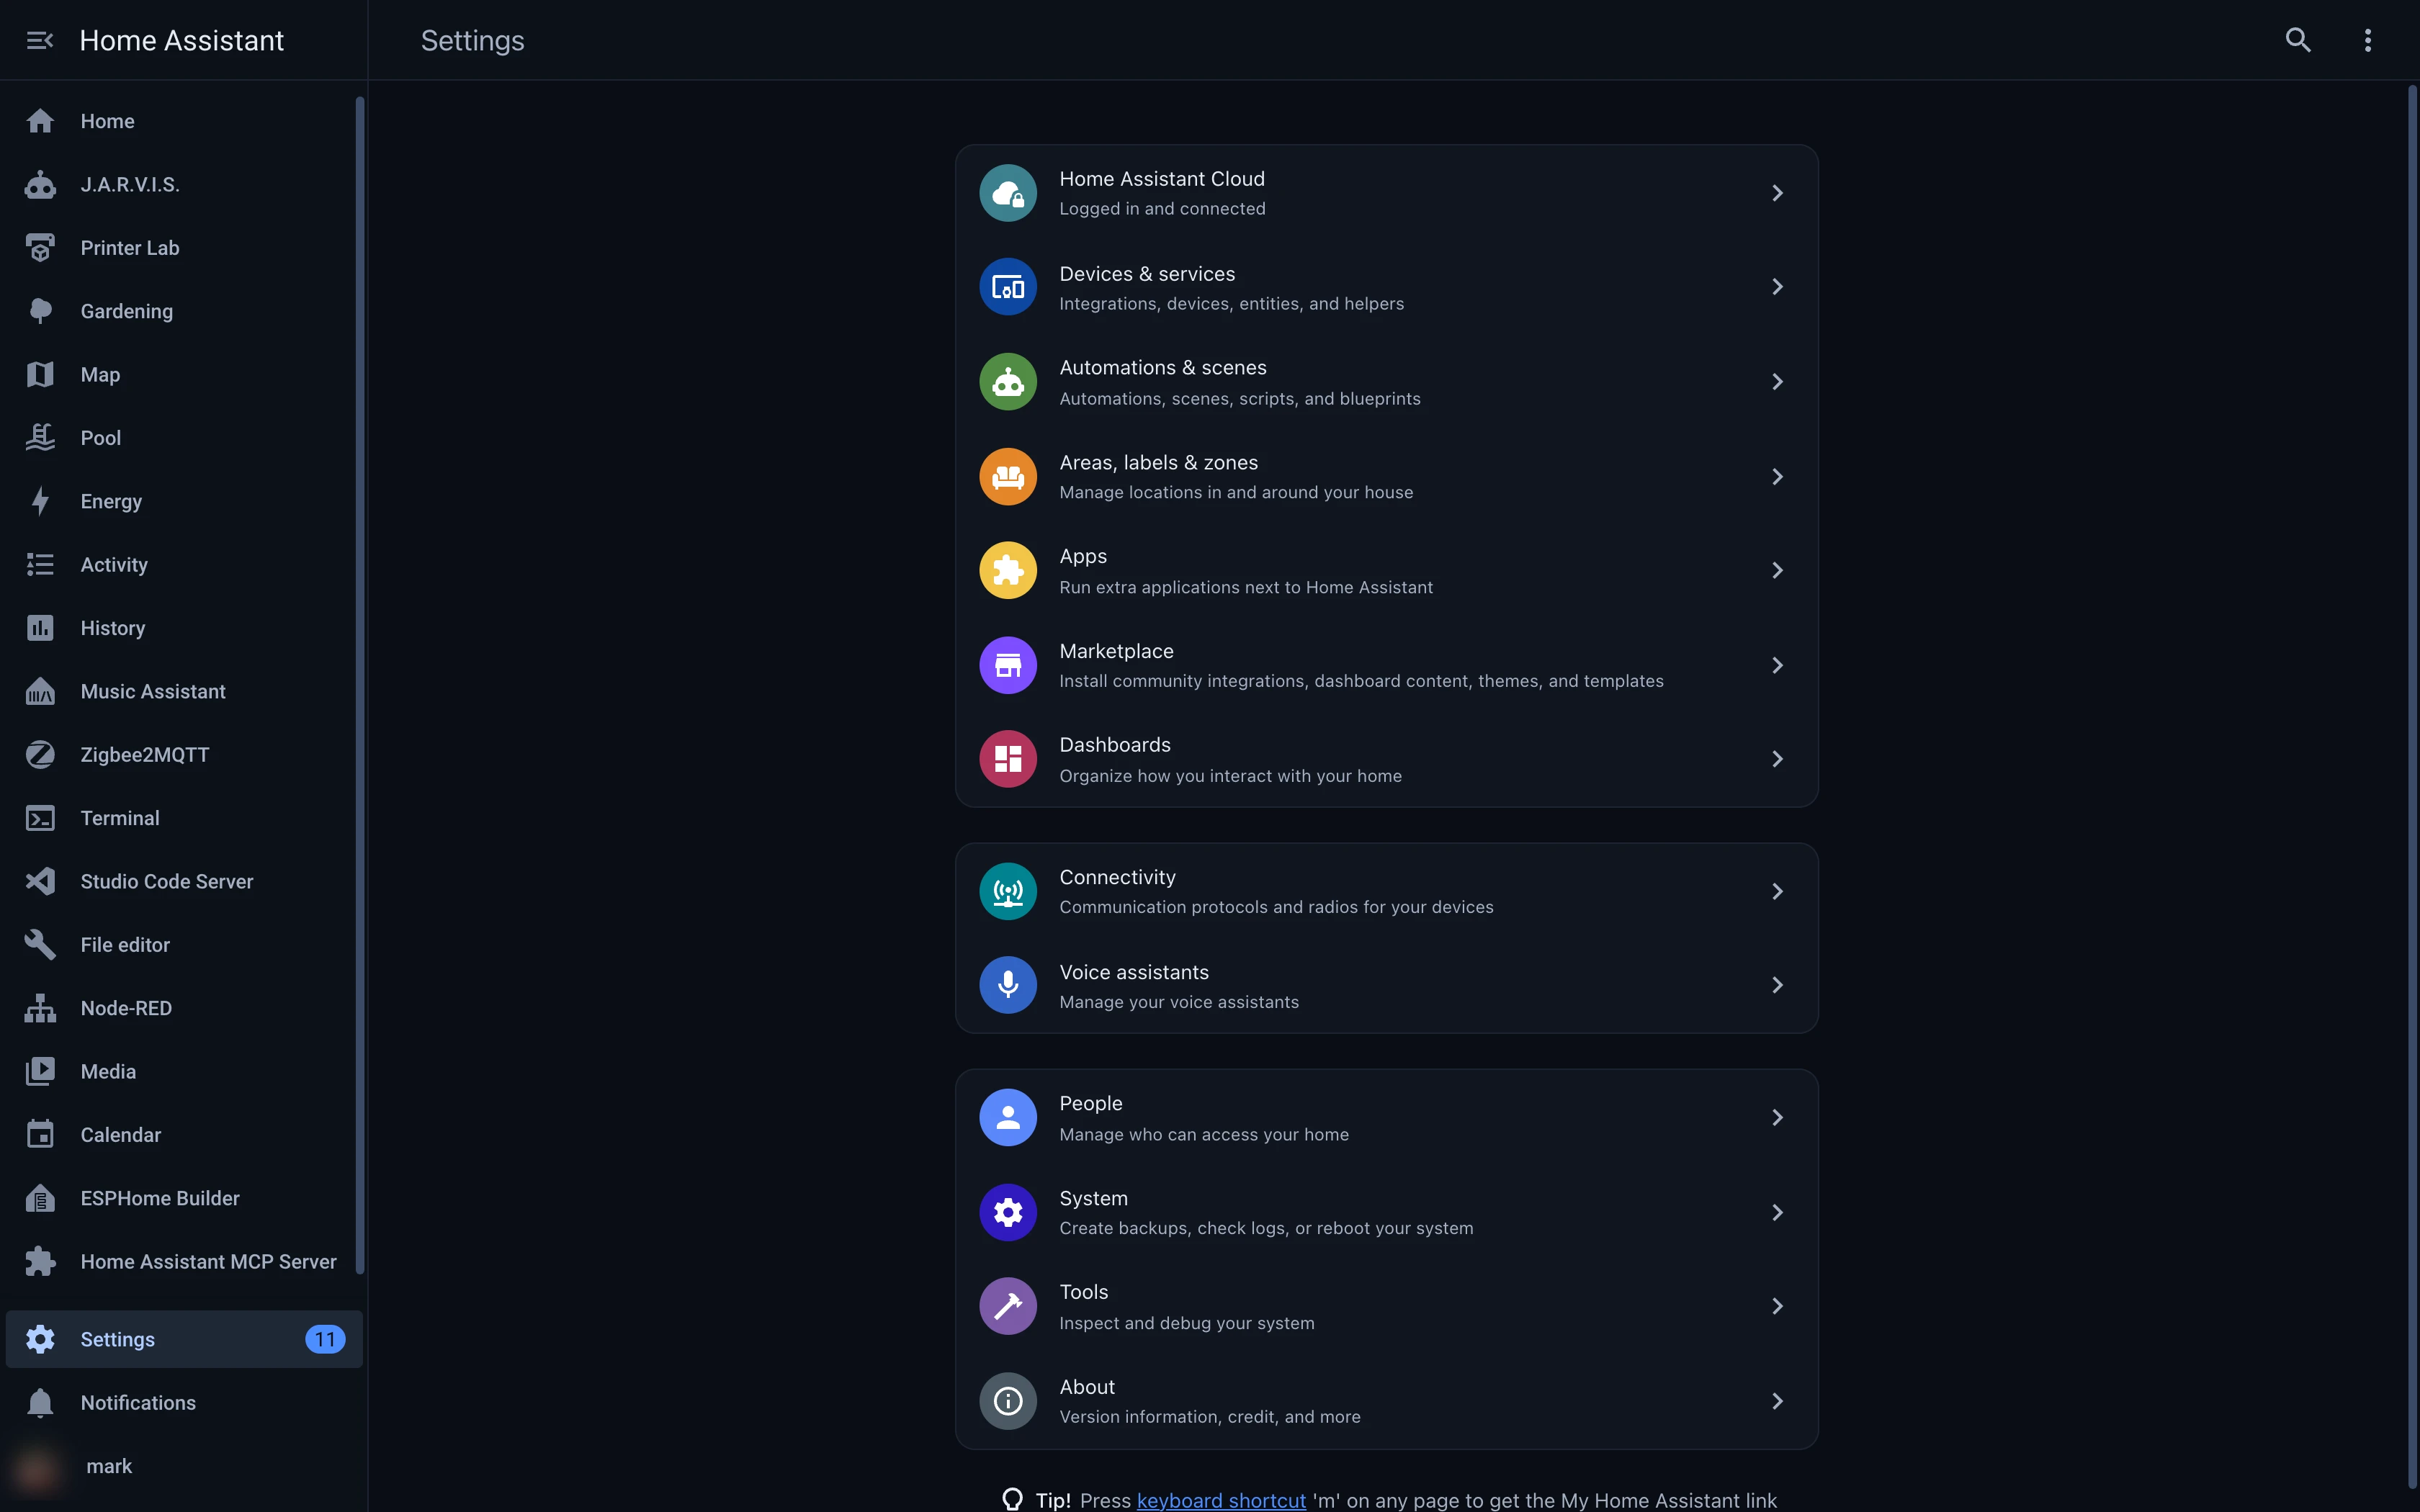 Home Assistant
Settings
Home
J.A.R.V.I.S.
Printer Lab
Gardening
Map
Pool
Energy
Activity
History
Music Assistant
Zigbee2MQTT
Terminal
Studio Code Server
File editor
Node-RED
Media
Calendar
ESPHome Builder
Home Assistant MCP Server
Settings 11
Notifications
mark
Home Assistant Cloud
Logged in and connected
Devices & services
Integrations, devices, entities, and helpers
Automations & scenes
Automations, scenes, scripts, and blueprints
Areas, labels & zones
Manage locations in and around your house
Apps
Run extra applications next to Home Assistant
Marketplace
Install community integrations, dashboard content, themes, and templates
Dashboards
Organize how you interact with your home
Connectivity
Communication protocols and radios for your devices
Voice assistants
Manage your voice assistants
People
Manage who can access your home
System
Create backups, check logs, or reboot your system
Tools
Inspect and debug your system
About
Version information, credit, and more
Tip! Press keyboard shortcut 'm' on any page to get the My Home Assistant link